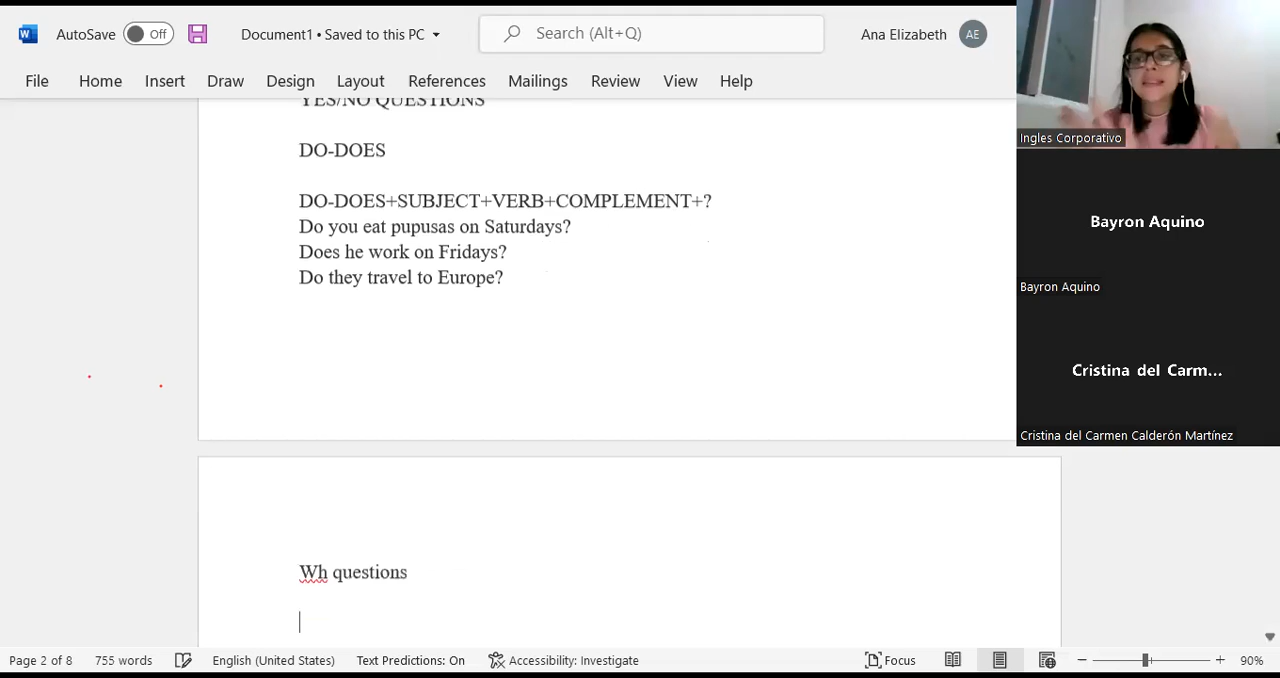 AutoSave Off Document1 • Saved to this PC Search (Alt+Q) Ana Elizabeth AE
File Home Insert Draw Design Layout References Mailings Review View Help
YES/NO QUESTIONS
DO-DOES
DO-DOES+SUBJECT+VERB+COMPLEMENT+?
Do you eat pupusas on Saturdays?
Does he work on Fridays?
Do they travel to Europe?
Wh questions
Ingles Corporativo
Bayron Aquino
Bayron Aquino
Cristina del Carm...
Cristina del Carmen Calderón Martínez
Page 2 of 8 755 words English (United States) Text Predictions: On Accessibility: Investigate Focus 90%